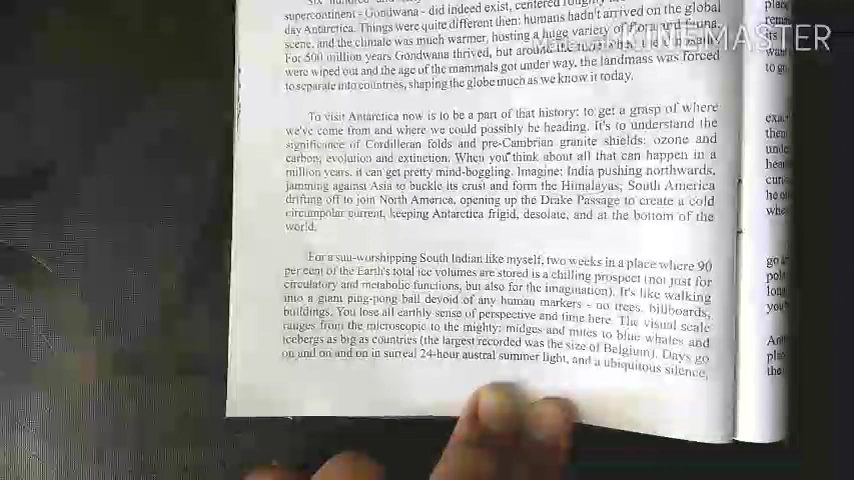 supercontinent - Gondwana - did indeed exist, centered roughly
day Antarctica. Things were quite different then: humans hadn't arrived on the global
scene, and the climate was much warmer, hosting a huge variety of flora and fauna.
For 500 million years Gondwana thrived, but around the time
were wiped out and the age of the mammals got under way, the landmass was forced
to separate into countries, shaping the globe much as we know it today.
To visit Antarctica now is to be a part of that history; to get a grasp of where
we've come from and where we could possibly be heading. It's to understand the
significance of Cordilleran folds and pre-Cambrian granite shields; ozone and
carbon, evolution and extinction. When you think about all that can happen in a
million years, it can get pretty mind-boggling. Imagine: India pushing northwards,
jamming against Asia to buckle its crust and form the Himalayas; South America
drifting off to join North America, opening up the Drake Passage to create a cold
circumpolar current, keeping Antarctica frigid, desolate, and at the bottom of the
world.
For a sun-worshipping South Indian like myself, two weeks in a place where 90
per cent of the Earth's total ice volumes are stored is a chilling prospect (not just for
circulatory and metabolic functions, but also for the imagination). It's like walking
into a giant ping-pong ball devoid of any human markers - no trees, billboards,
buildings. You lose all earthly sense of perspective and time here. The visual scale
ranges from the microscopic to the mighty: midges and mites to blue whales and
icebergs as big as countries (the largest recorded was the size of Belgium). Days go
on and on and on in surreal 24-hour austral summer light, and a ubiquitous silence,
KINEMASTER